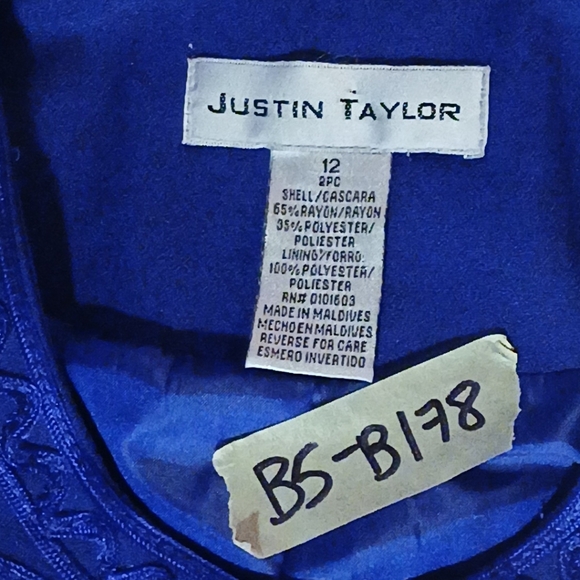 JUSTIN TAYLOR
12
2PC
SHELL/CASCARA
65%RAYON/RAYON
35%POLYESTER/
POLIESTER
LINING/FORRO:
100%POLYESTER/
POLIESTER
RN# 0101603
MADE IN MALDIVES
MECHO EN MALDIVES
REVERSE FOR CARE
ESMERO INVERTIDO
BS-B178